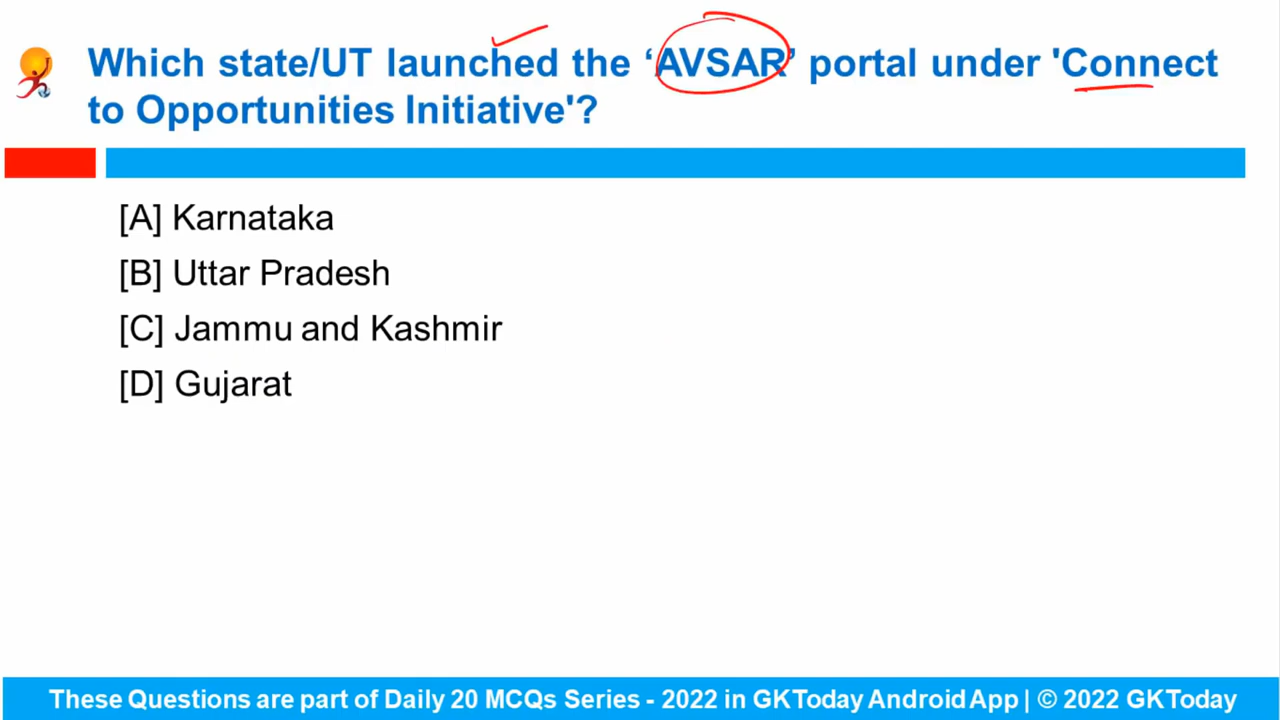 Which state/UT launched the ‘AVSAR’ portal under 'Connect
to Opportunities Initiative'?
[A] Karnataka
[B] Uttar Pradesh
[C] Jammu and Kashmir
[D] Gujarat
These Questions are part of Daily 20 MCQs Series - 2022 in GKToday Android App | © 2022 GKToday